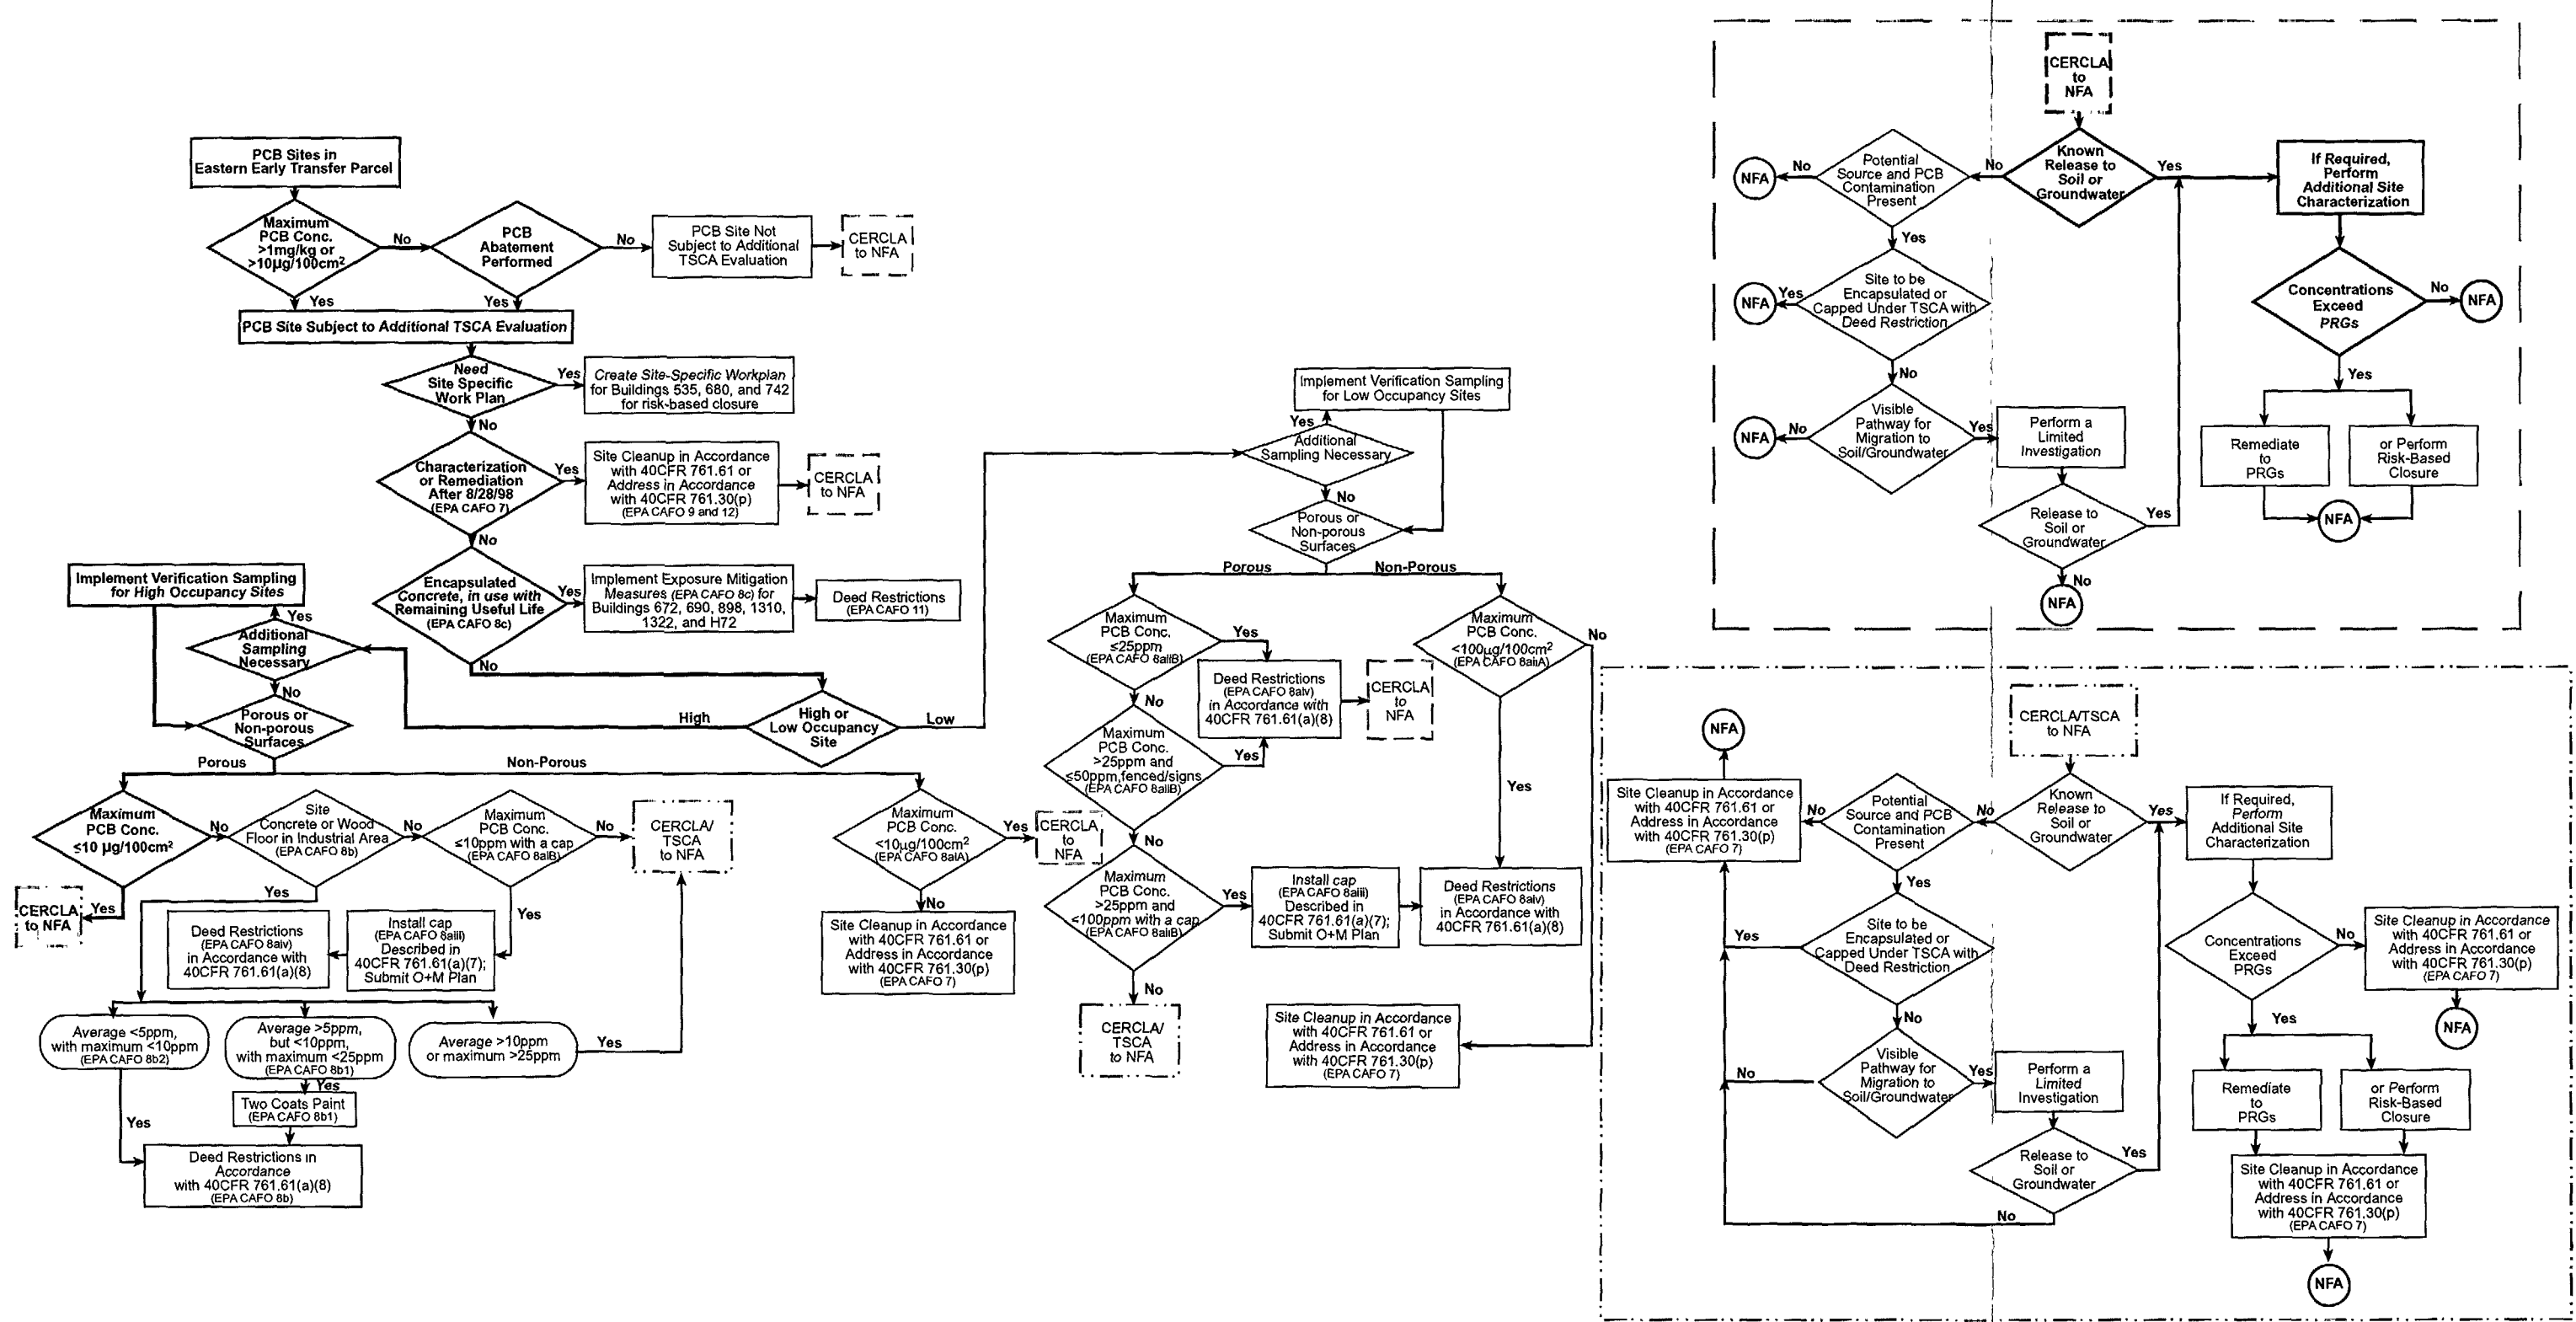 PCB Sites in
Eastern Early Transfer Parcel
Maximum
PCB Conc.
>1mg/kg or
>10µg/100cm²
No
PCB
Abatement
Performed
No
PCB Site Not
Subject to Additional
TSCA Evaluation
CERCLA
to NFA
Yes
Yes
PCB Site Subject to Additional TSCA Evaluation
Need
Site Specific
Work Plan
Yes
Create Site-Specific Workplan
for Buildings 535, 680, and 742
for risk-based closure
No
Characterization
or Remediation
After 8/28/98
(EPA CAFO 7)
Yes
Site Cleanup in Accordance
with 40CFR 761.61 or
Address in Accordance
with 40CFR 761.30(p)
(EPA CAFO 9 and 12)
CERCLA
to NFA
No
Encapsulated
Concrete, in use with
Remaining Useful Life
(EPA CAFO 8c)
Yes
Implement Exposure Mitigation
Measures (EPA CAFO 8c) for
Buildings 672, 690, 898, 1310,
1322, and H72
Deed Restrictions
(EPA CAFO 11)
No
High or
Low Occupancy
Site
High
Low
Implement Verification Sampling
for High Occupancy Sites
Yes
Additional
Sampling
Necessary
No
Porous or
Non-porous
Surfaces
Porous
Non-Porous
Maximum
PCB Conc.
≤10 µg/100cm²
No
Yes
CERCLA
to NFA
Site
Concrete or Wood
Floor in Industrial Area
(EPA CAFO 8b)
No
Yes
Maximum
PCB Conc.
≤10ppm with a cap
(EPA CAFO 8aiB)
No
Yes
CERCLA/
TSCA
to NFA
Deed Restrictions
(EPA CAFO 8aiv)
in Accordance with
40CFR 761.61(a)(8)
Install cap
(EPA CAFO 8aiii)
Described in
40CFR 761.61(a)(7);
Submit O+M Plan
Average <5ppm,
with maximum <10ppm
(EPA CAFO 8b2)
Average >5ppm,
but <10ppm,
with maximum <25ppm
(EPA CAFO 8b1)
Average >10ppm
or maximum >25ppm
Yes
Yes
Two Coats Paint
(EPA CAFO 8b1)
Yes
Deed Restrictions in
Accordance
with 40CFR 761.61(a)(8)
(EPA CAFO 8b)
Maximum
PCB Conc.
<10µg/100cm²
(EPA CAFO 8aiA)
Yes
CERCLA
to
NFA
No
Site Cleanup in Accordance
with 40CFR 761.61 or
Address in Accordance
with 40CFR 761.30(p)
(EPA CAFO 7)
Implement Verification Sampling
for Low Occupancy Sites
Yes
Additional
Sampling Necessary
No
Porous or
Non-porous
Surfaces
Porous
Non-Porous
Maximum
PCB Conc.
≤25ppm
(EPA CAFO 8aiiB)
Yes
No
Deed Restrictions
(EPA CAFO 8aiv)
in Accordance with
40CFR 761.61(a)(8)
CERCLA
to
NFA
Maximum
PCB Conc.
>25ppm and
≤50ppm,fenced/signs
(EPA CAFO 8aiiB)
Yes
No
Maximum
PCB Conc.
>25ppm and
≤100ppm with a cap
(EPA CAFO 8aiiB)
Yes
Install cap
(EPA CAFO 8aiii)
Described in
40CFR 761.61(a)(7);
Submit O+M Plan
Deed Restrictions
(EPA CAFO 8aiv)
in Accordance with
40CFR 761.61(a)(8)
No
CERCLA/
TSCA
to NFA
Maximum
PCB Conc.
<100µg/100cm²
(EPA CAFO 8aiiA)
No
Yes
Site Cleanup in Accordance
with 40CFR 761.61 or
Address in Accordance
with 40CFR 761.30(p)
(EPA CAFO 7)
CERCLA
to
NFA
Known
Release to
Soil or
Groundwater
No
Yes
Potential
Source and PCB
Contamination
Present
No
NFA
Yes
Site to be
Encapsulated or
Capped Under TSCA with
Deed Restriction
Yes
NFA
No
Visible
Pathway for
Migration to
Soil/Groundwater
No
NFA
Yes
Perform a
Limited
Investigation
Release to
Soil or
Groundwater
Yes
No
NFA
If Required,
Perform
Additional Site
Characterization
Concentrations
Exceed
PRGs
No
NFA
Yes
Remediate
to
PRGs
or Perform
Risk-Based
Closure
NFA
CERCLA/TSCA
to NFA
Known
Release to
Soil or
Groundwater
No
Yes
Potential
Source and PCB
Contamination
Present
No
Site Cleanup in Accordance
with 40CFR 761.61 or
Address in Accordance
with 40CFR 761.30(p)
(EPA CAFO 7)
NFA
Yes
Site to be
Encapsulated or
Capped Under TSCA with
Deed Restriction
Yes
No
Visible
Pathway for
Migration to
Soil/Groundwater
No
Yes
Perform a
Limited
Investigation
Release to
Soil or
Groundwater
Yes
No
If Required,
Perform
Additional Site
Characterization
Concentrations
Exceed
PRGs
No
Site Cleanup in Accordance
with 40CFR 761.61 or
Address in Accordance
with 40CFR 761.30(p)
(EPA CAFO 7)
NFA
Yes
Remediate
to
PRGs
or Perform
Risk-Based
Closure
Site Cleanup in Accordance
with 40CFR 761.61 or
Address in Accordance
with 40CFR 761.30(p)
(EPA CAFO 7)
NFA